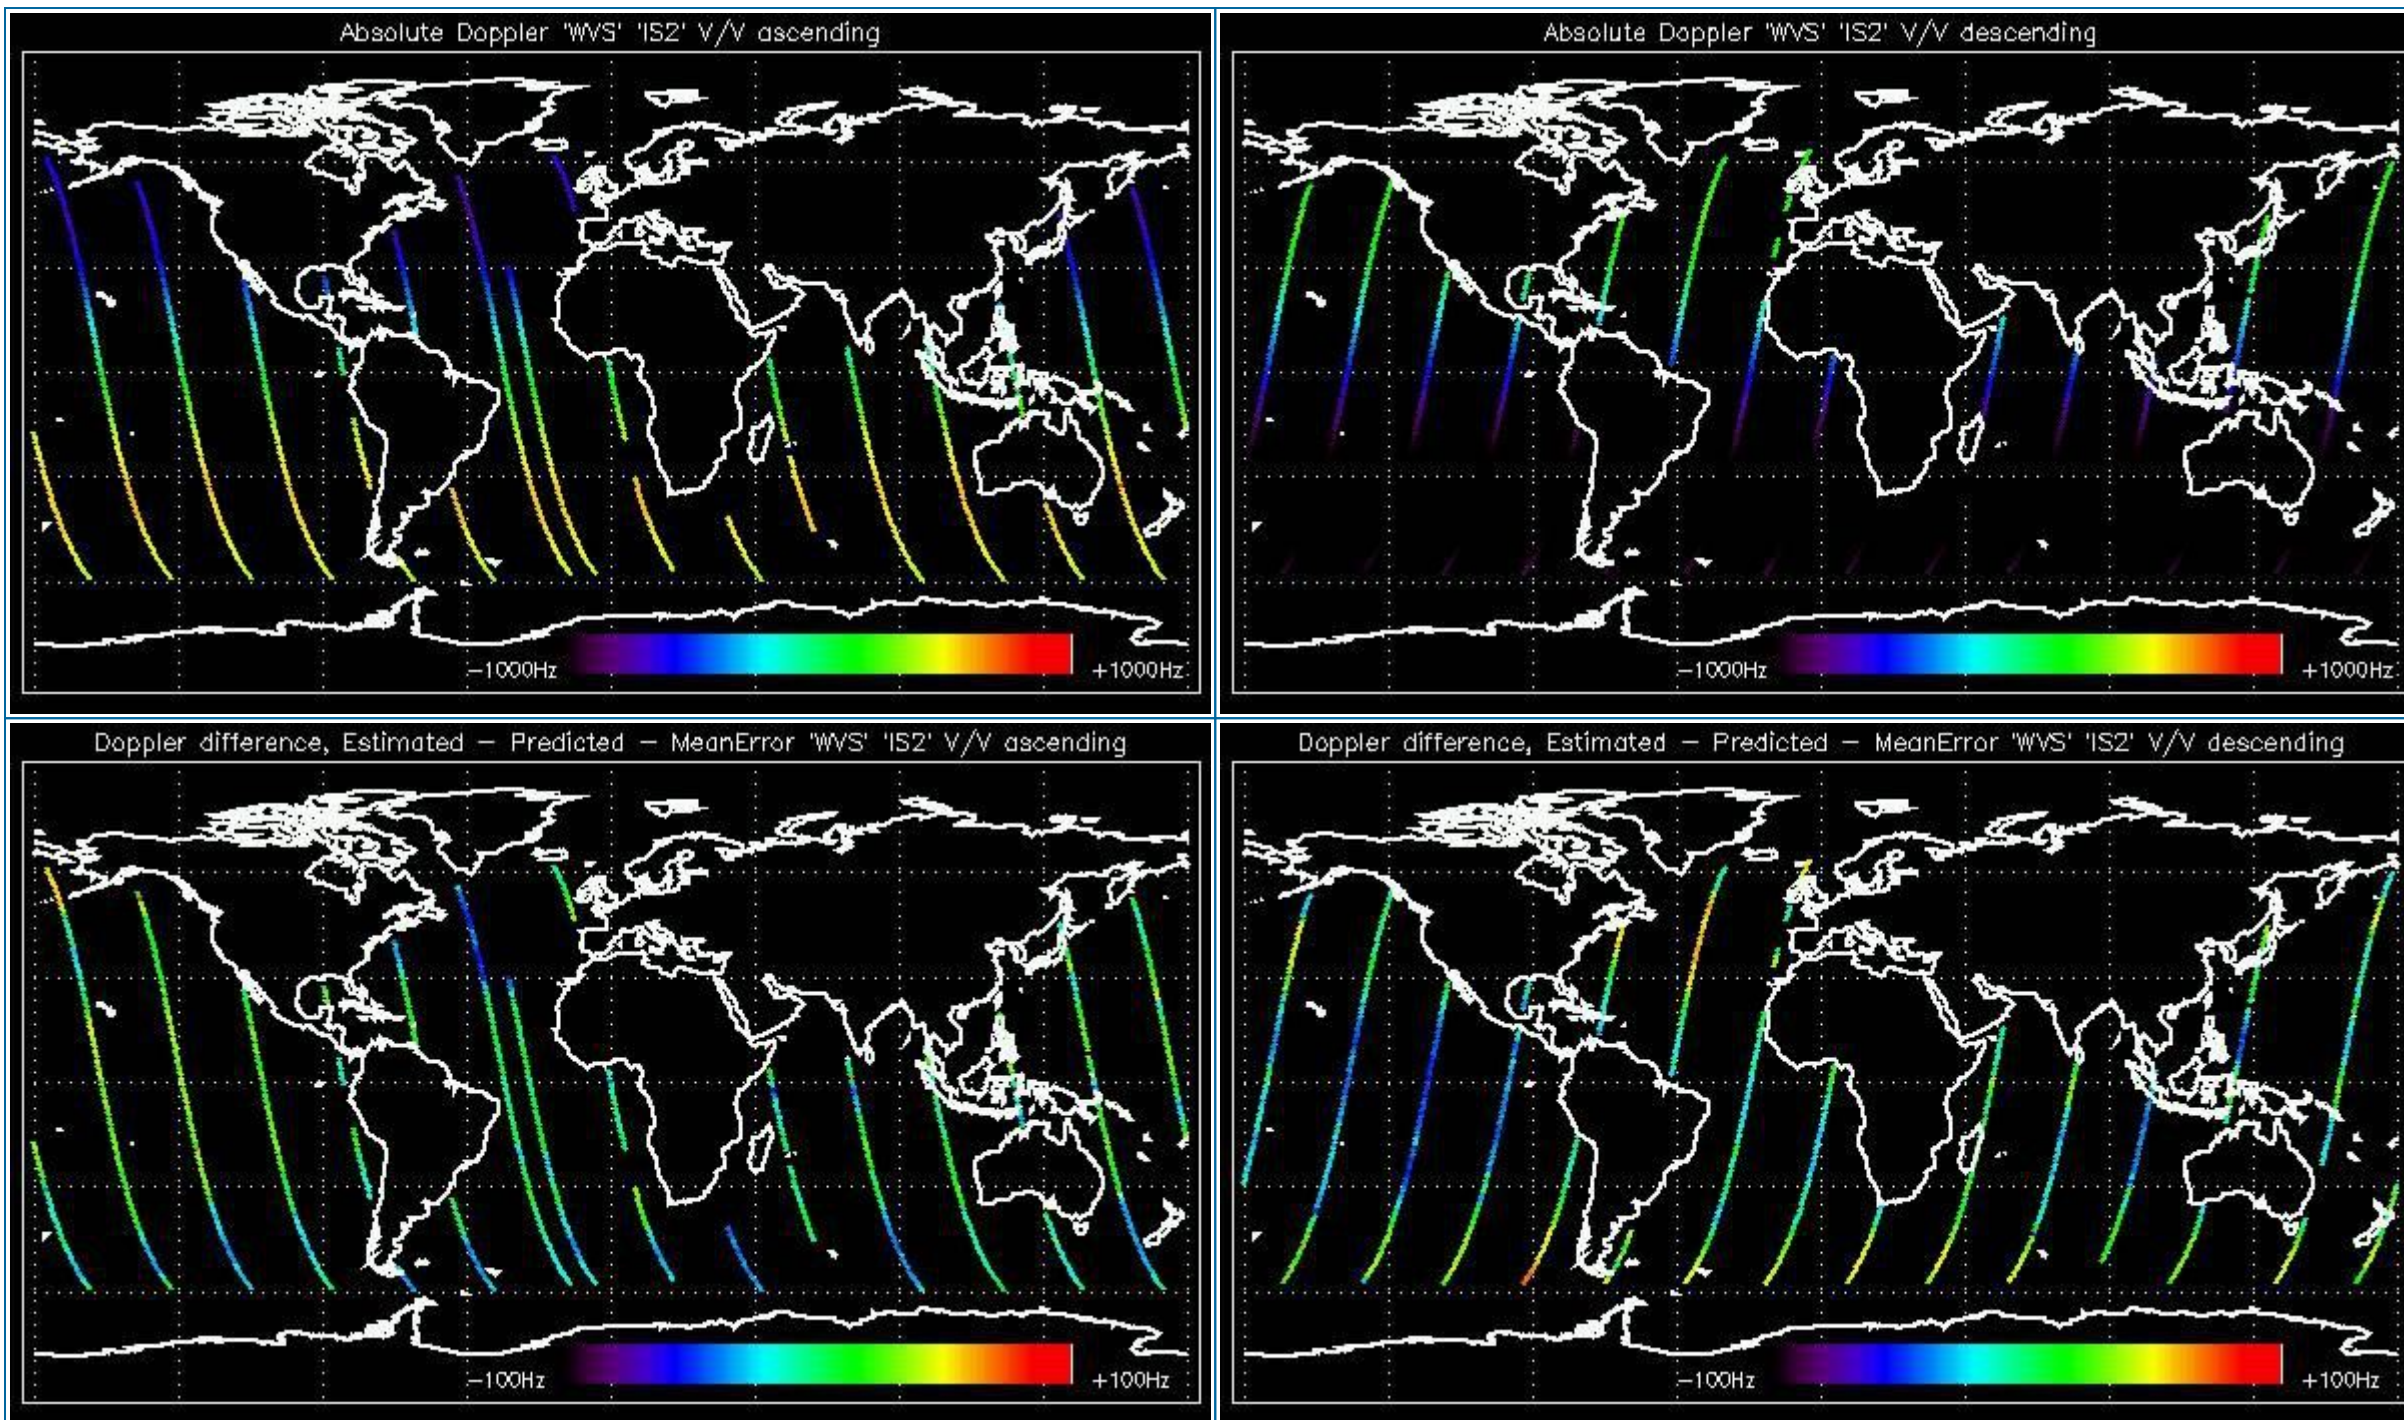 Absolute Doppler 'WVS' 'IS2' V/V ascending
-1000Hz
+1000Hz
Absolute Doppler 'WVS' 'IS2' V/V descending
-1000Hz
+1000Hz
Doppler difference, Estimated - Predicted - MeanError 'WVS' 'IS2' V/V ascending
-100Hz
+100Hz
Doppler difference, Estimated - Predicted - MeanError 'WVS' 'IS2' V/V descending
-100Hz
+100Hz